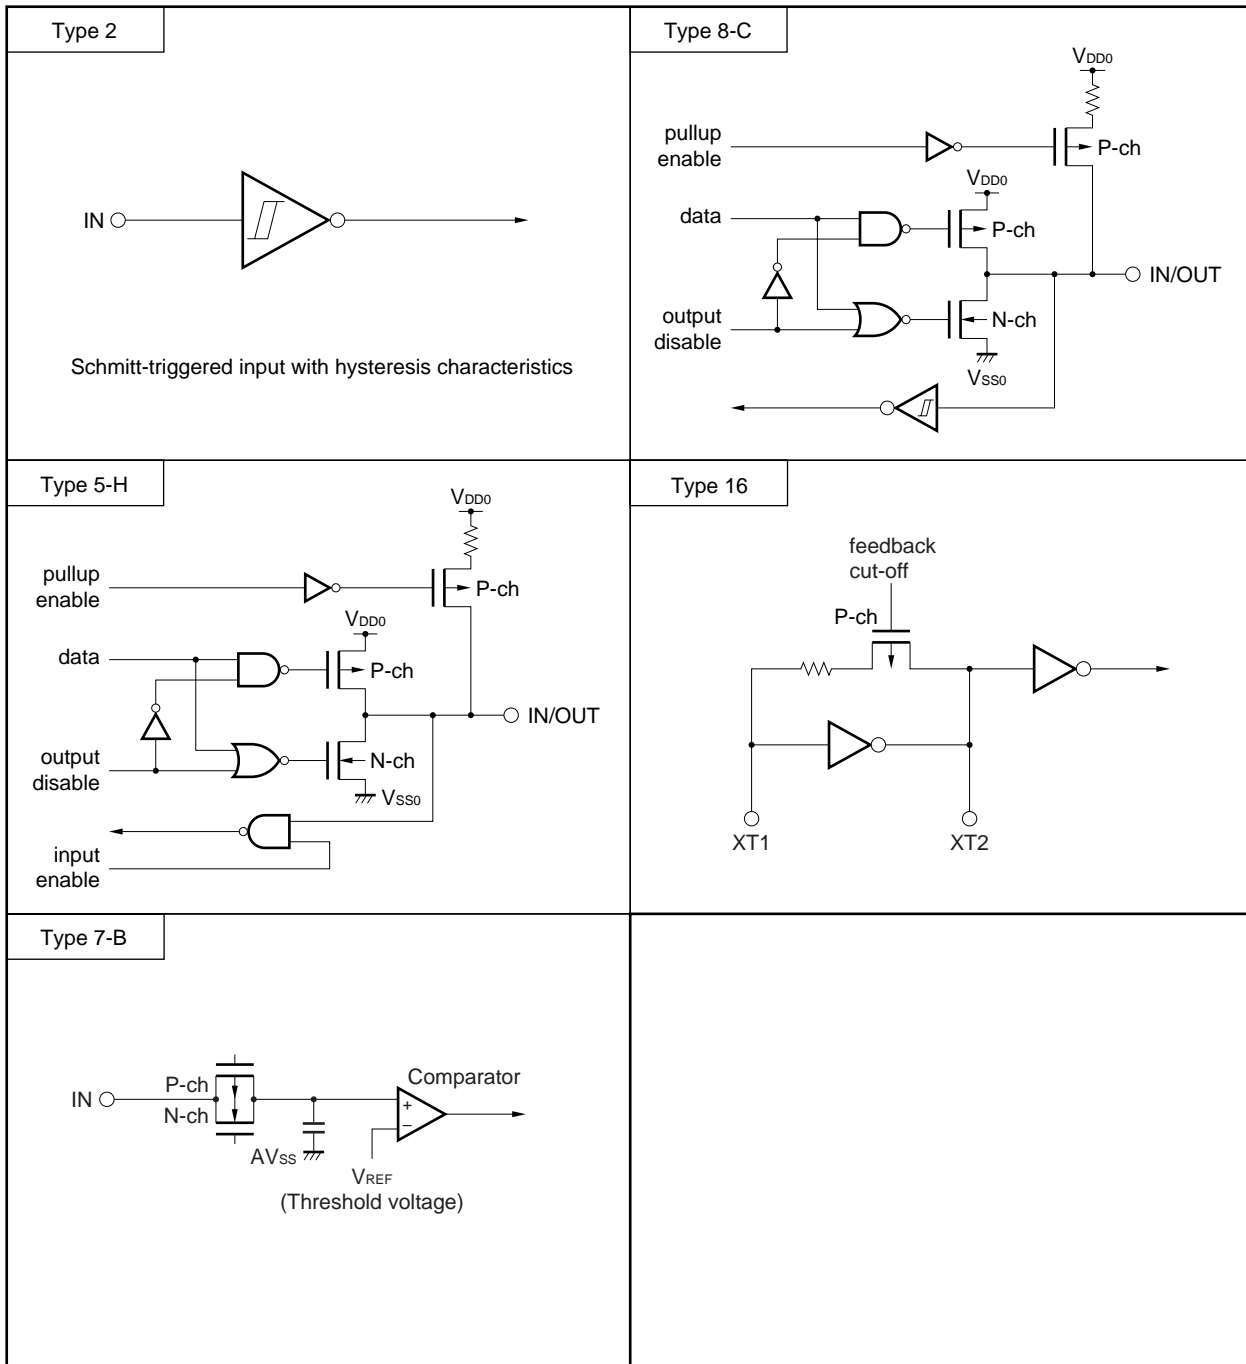 Type 2
IN
Schmitt-triggered input with hysteresis characteristics
Type 8-C
VDD0
pullup
enable
P-ch
VDD0
data
P-ch
IN/OUT
output
disable
N-ch
VSS0
Type 5-H
VDD0
pullup
enable
P-ch
VDD0
data
P-ch
IN/OUT
output
disable
N-ch
VSS0
input
enable
Type 16
feedback
cut-off
P-ch
XT1
XT2
Type 7-B
P-ch
IN
N-ch
Comparator
+
–
AVSS
VREF
(Threshold voltage)